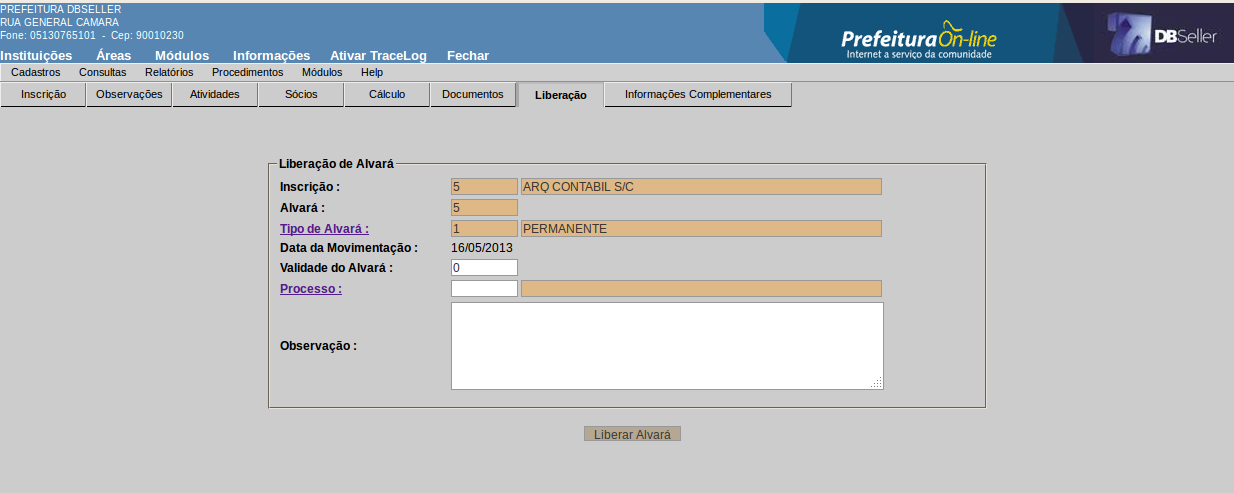 PREFEITURA DBSELLER
RUA GENERAL CAMARA
Fone: 05130765101 - Cep: 90010230
PrefeituraOn-line
Internet a serviço da comunidade
DBSeller
Instituições Áreas Módulos Informações Ativar TraceLog Fechar
Cadastros Consultas Relatórios Procedimentos Módulos Help
Inscrição Observações Atividades Sócios Cálculo Documentos Liberação Informações Complementares
Liberação de Alvará
Inscrição : 5 ARQ CONTABIL S/C
Alvará : 5
Tipo de Alvará : 1 PERMANENTE
Data da Movimentação : 16/05/2013
Validade do Alvará : 0
Processo :
Observação :
Liberar Alvará